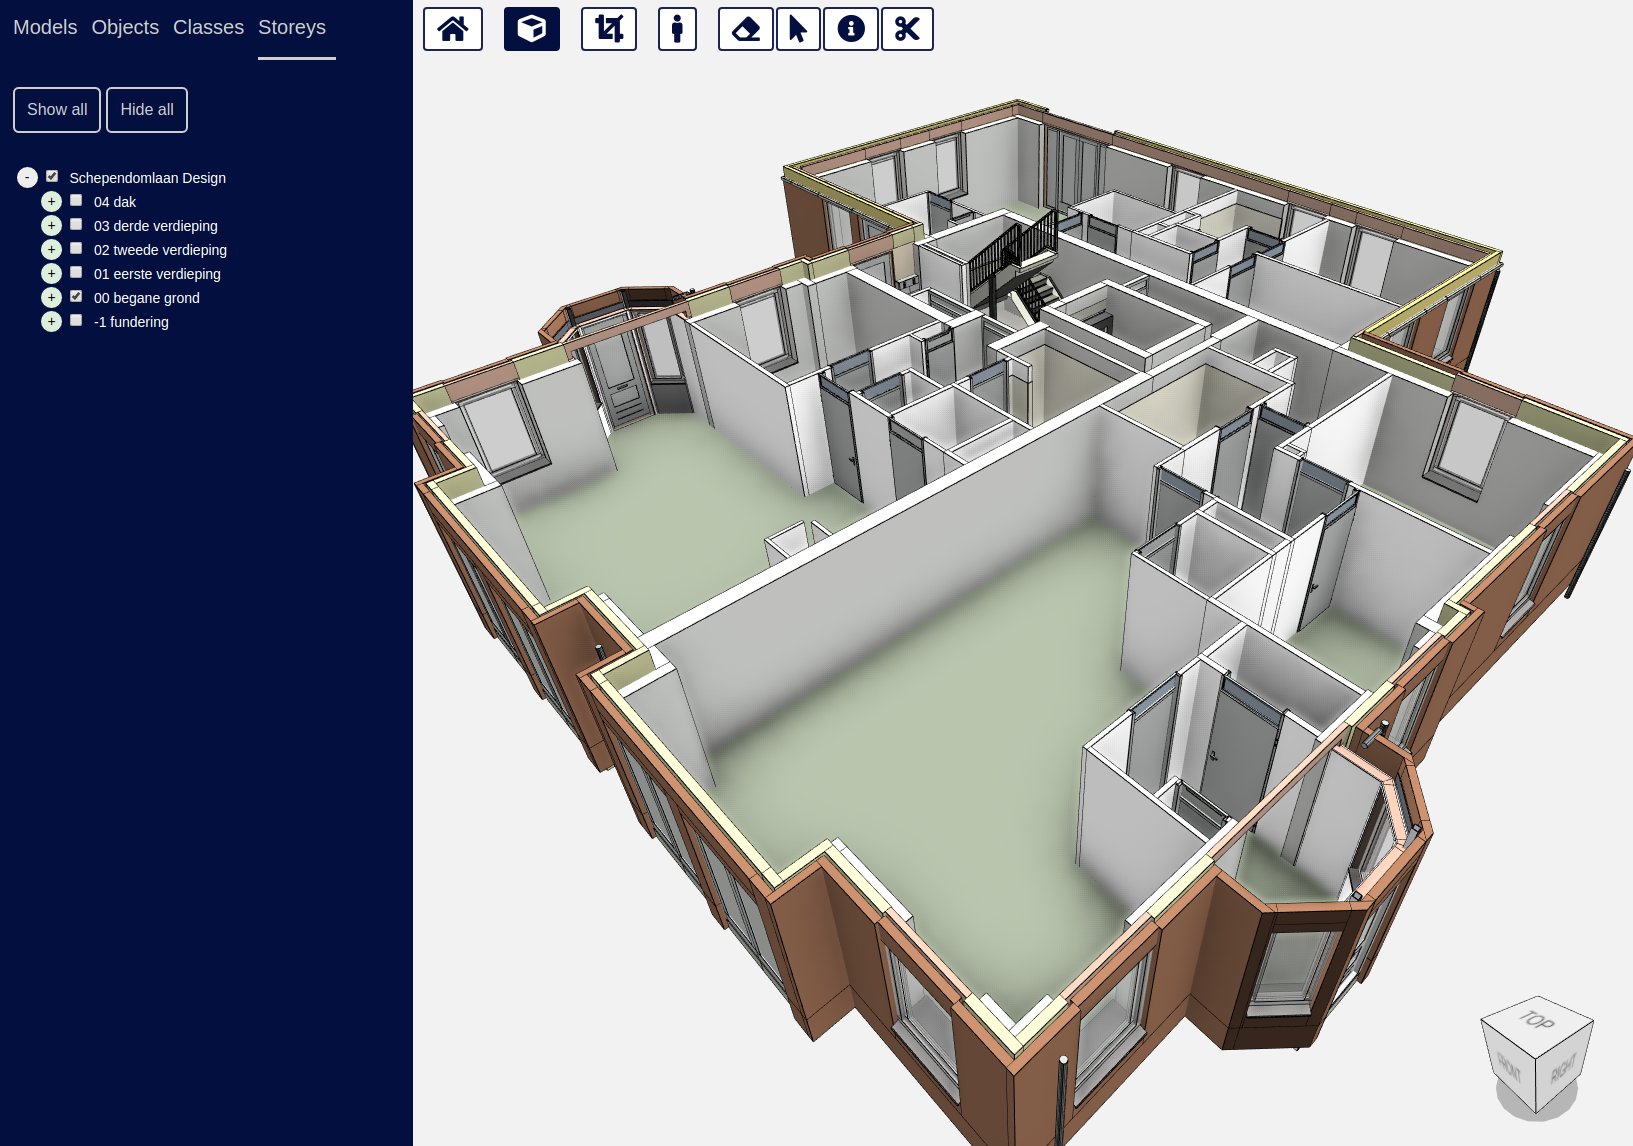 Models Objects Classes Storeys
Show all Hide all
- Schependomlaan Design
+ 04 dak
+ 03 derde verdieping
+ 02 tweede verdieping
+ 01 eerste verdieping
+ 00 begane grond
+ -1 fundering
TOP
FRONT RIGHT